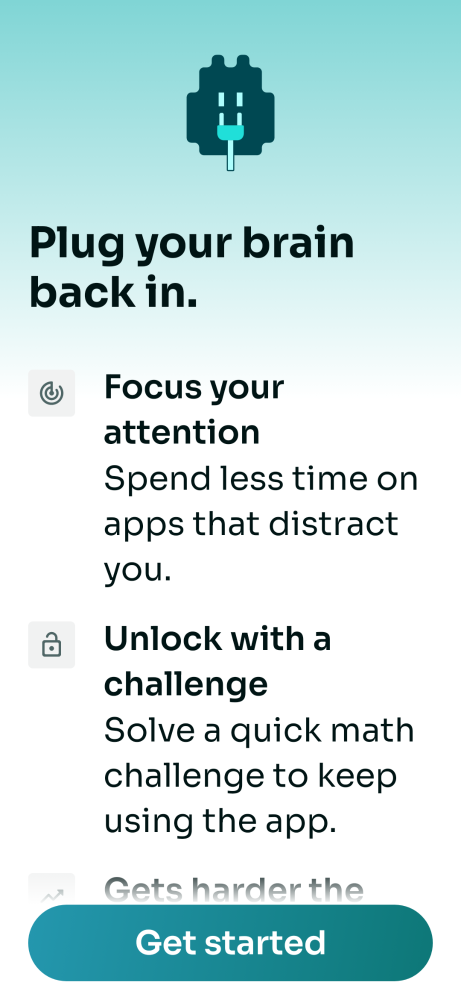 Plug your brain
back in.
Focus your
attention
Spend less time on
apps that distract
you.
Unlock with a
challenge
Solve a quick math
challenge to keep
using the app.
Gets harder the
Get started